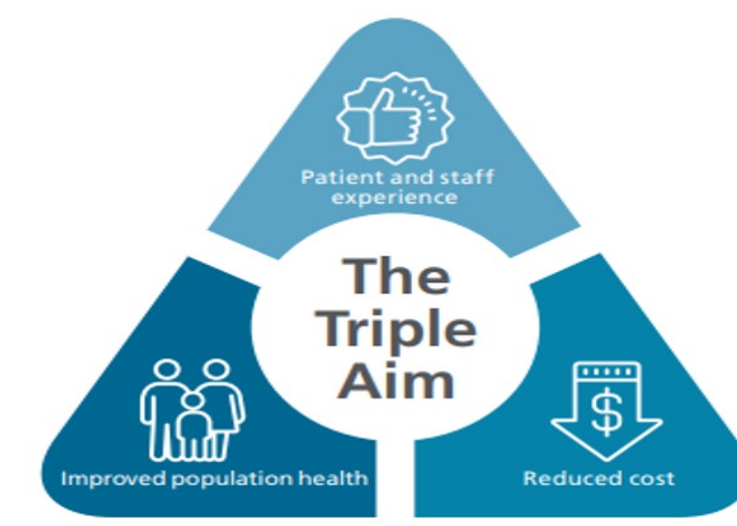 Patient and staff
experience
The
Triple
Aim
Improved population health
$
Reduced cost